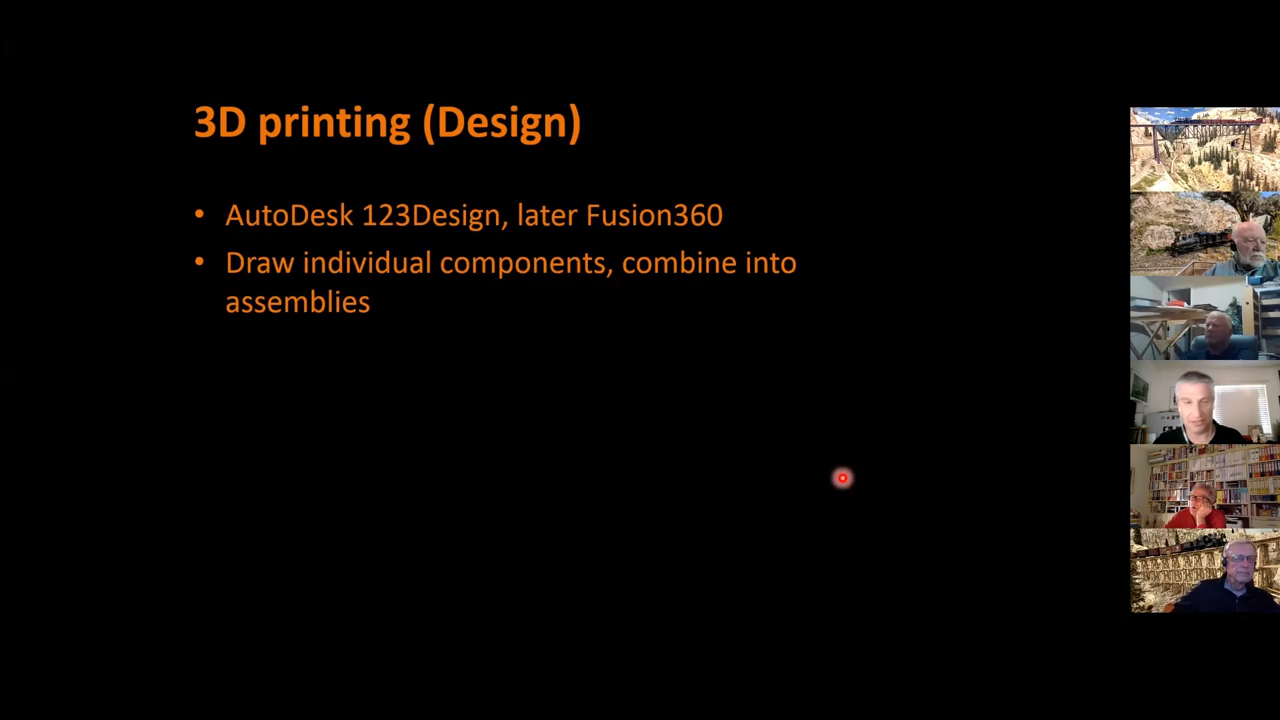 3D printing (Design)
• AutoDesk 123Design, later Fusion360
• Draw individual components, combine into
assemblies